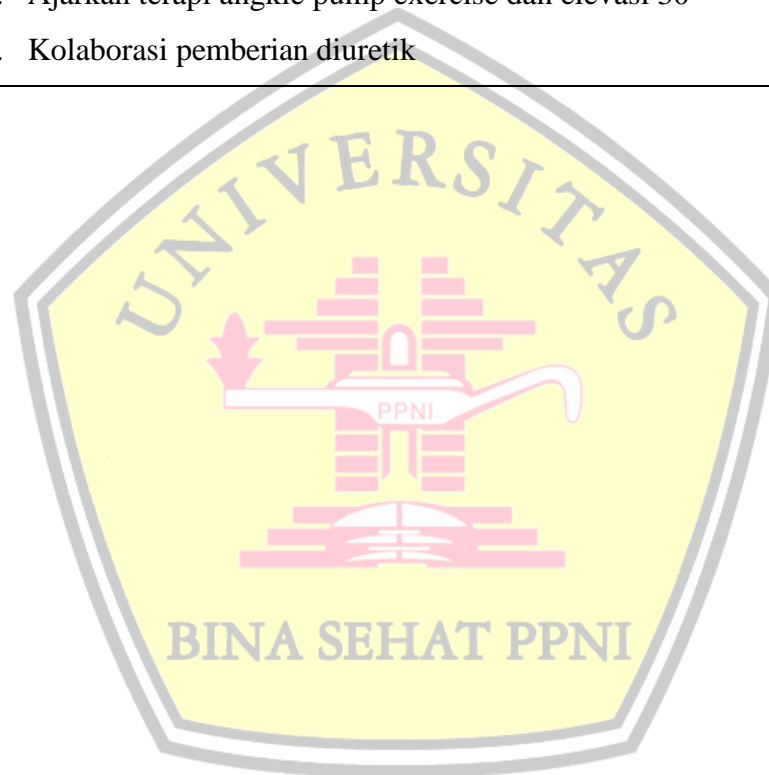 . Ajarkan terapi angkle pump exercise dan elevasi 30
. Kolaborasi pemberian diuretik
UNIVERSITAS
PPNI
BINA SEHAT PPNI